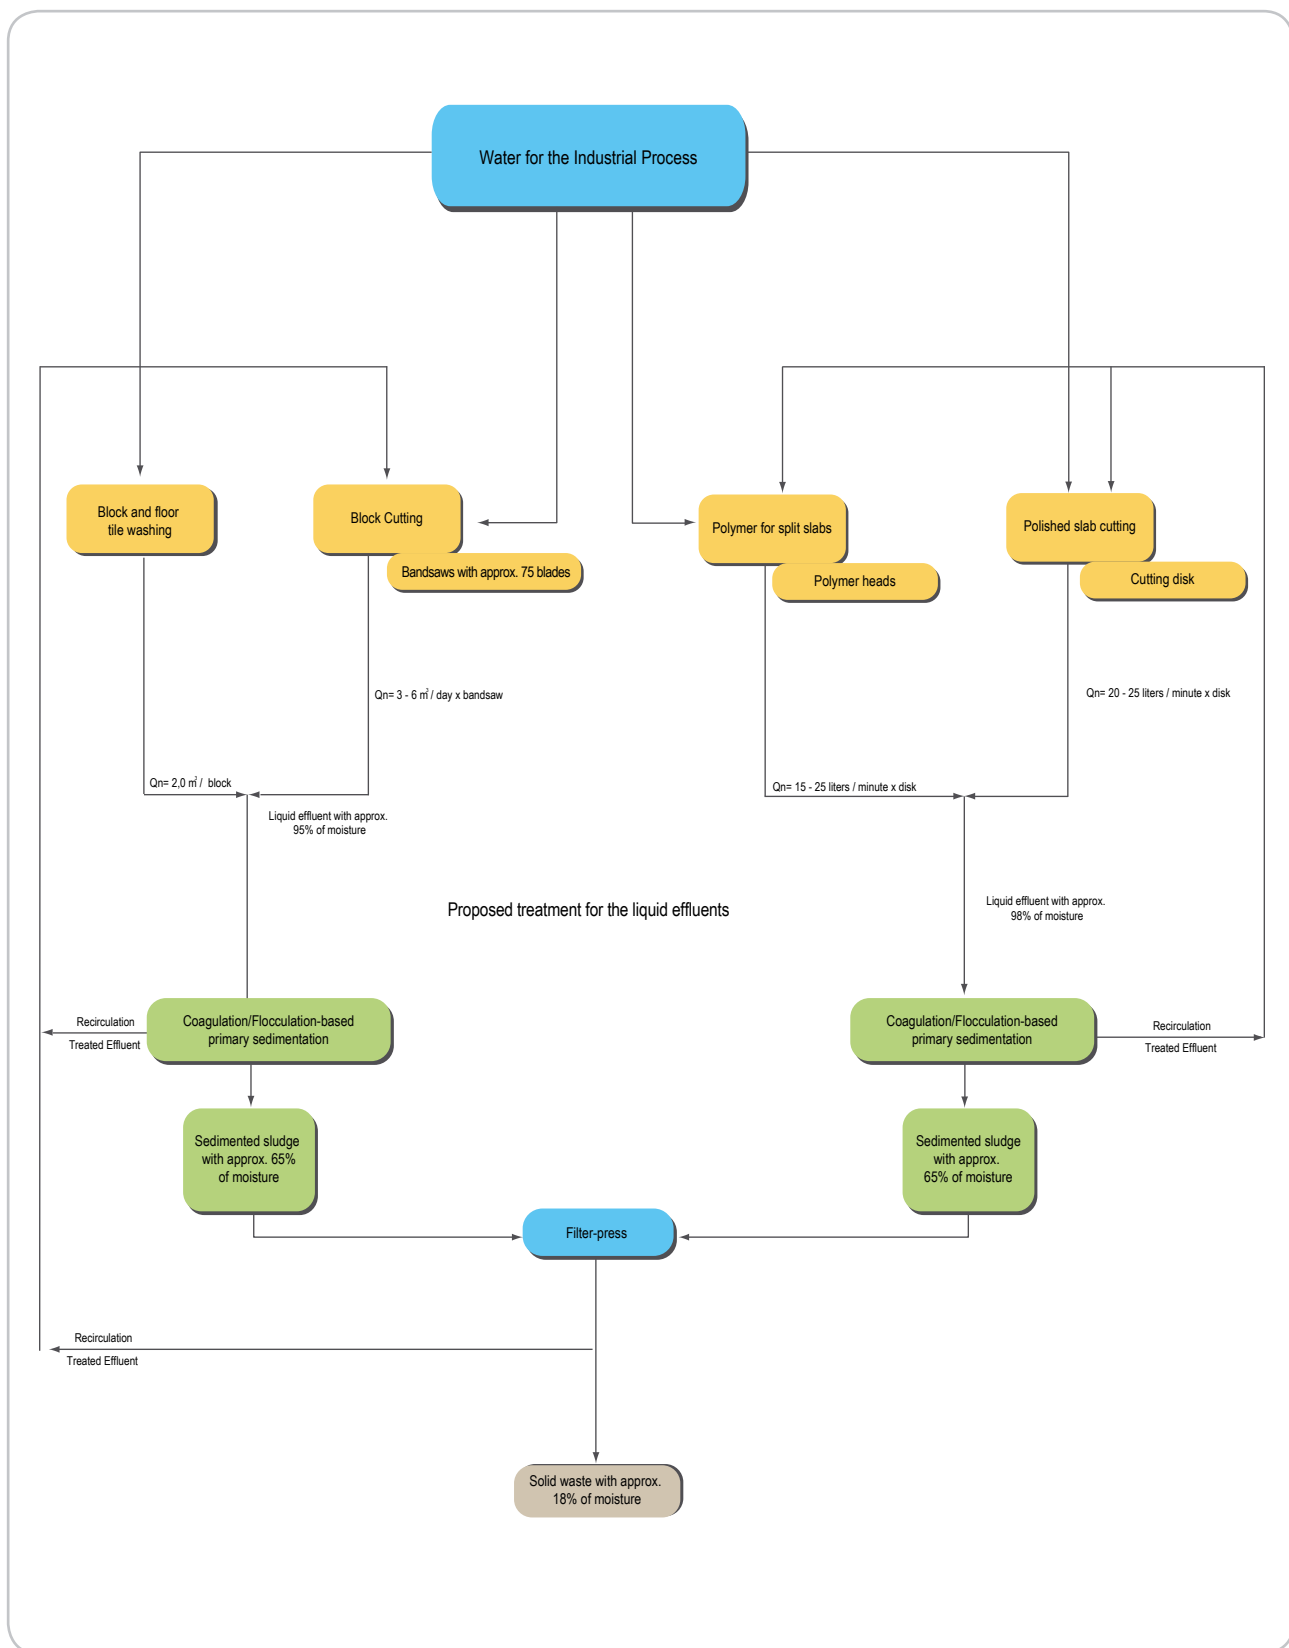 Water for the Industrial Process
Block and floor
tile washing
Block Cutting
Bandsaws with approx. 75 blades
Polymer for split slabs
Polymer heads
Polished slab cutting
Cutting disk
Qn= 3 - 6 m³ / day x bandsaw
Qn= 20 - 25 liters / minute x disk
Qn= 2,0 m³ / block
Qn= 15 - 25 liters / minute x disk
Liquid effluent with approx.
95% of moisture
Proposed treatment for the liquid effluents
Liquid effluent with approx.
98% of moisture
Recirculation
Treated Effluent
Coagulation/Flocculation-based
primary sedimentation
Coagulation/Flocculation-based
primary sedimentation
Recirculation
Treated Effluent
Sedimented sludge
with approx. 65%
of moisture
Sedimented sludge
with approx.
65% of moisture
Filter-press
Recirculation
Treated Effluent
Solid waste with approx.
18% of moisture